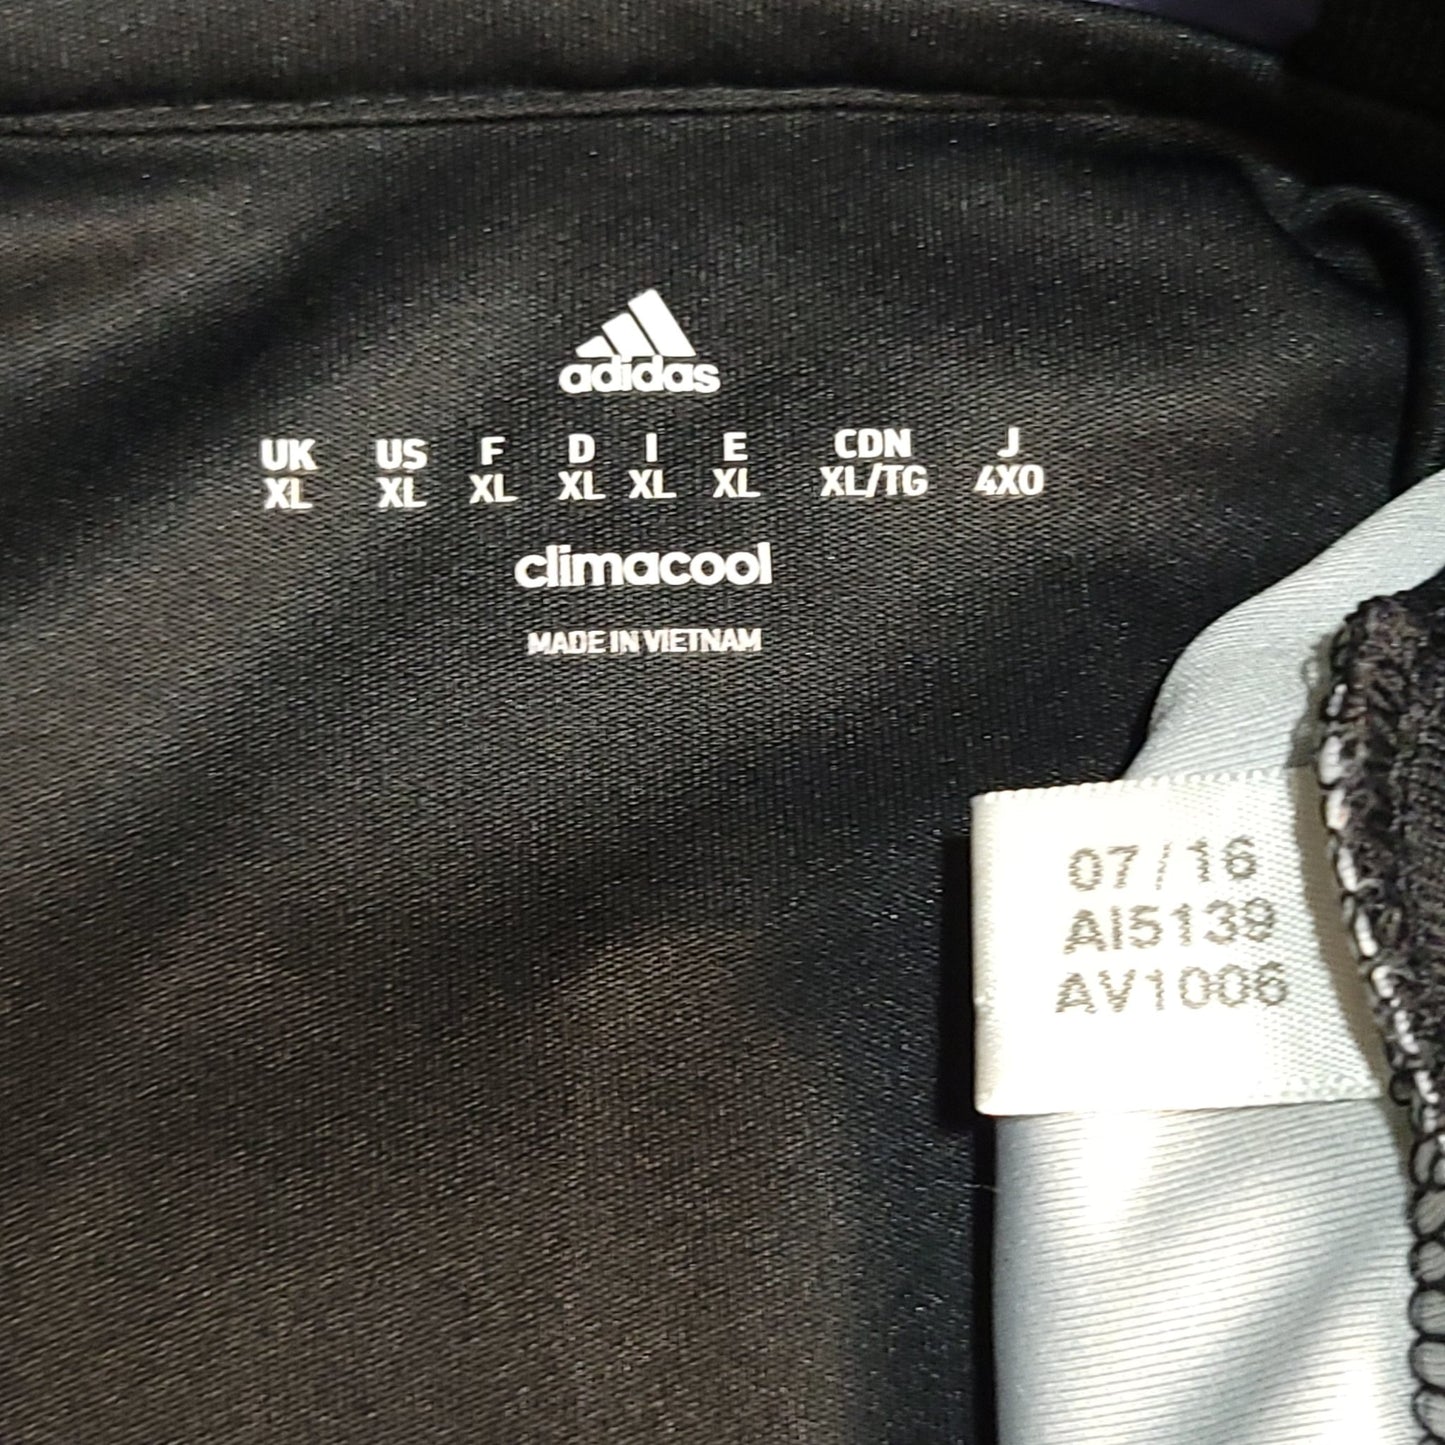 adidas
UK US F D I E CDN J
XL XL XL XL XL XL XL/TG 4XO
climacool
MADE IN VIETNAM
07/16
AI5139
AV1006